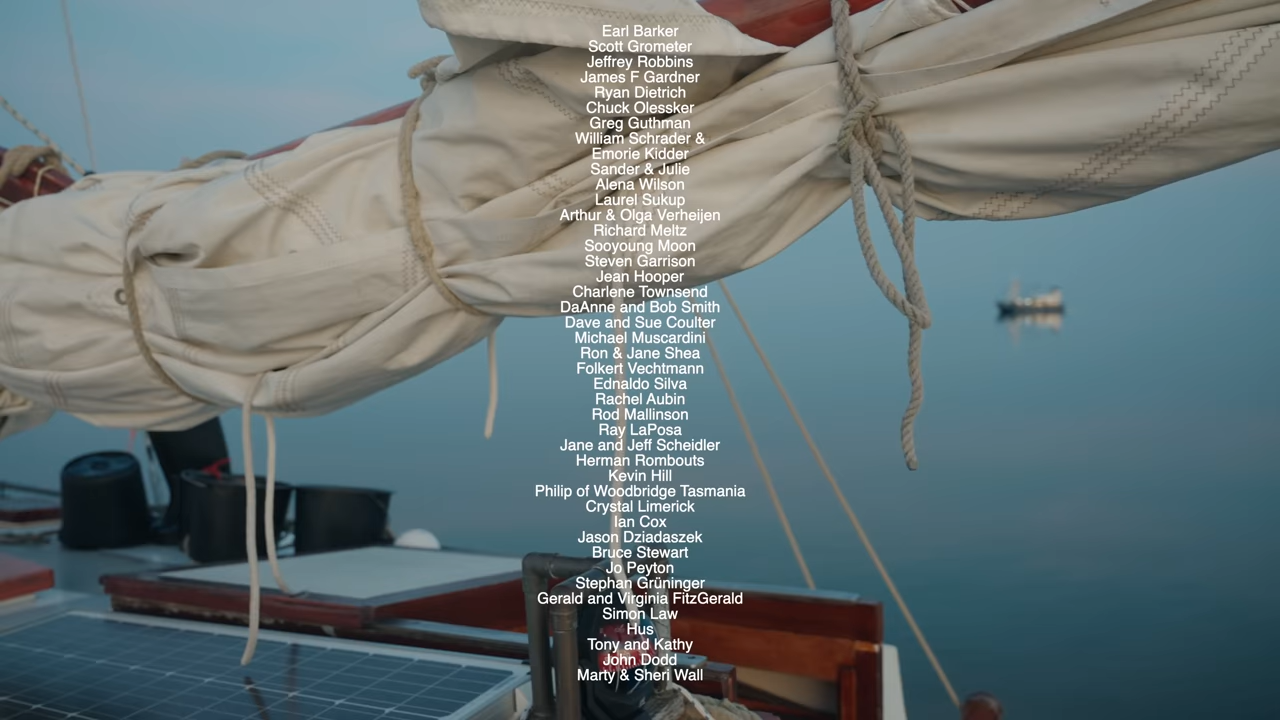 Earl Barker
Scott Grometer
Jeffrey Robbins
James F Gardner
Ryan Dietrich
Chuck Olessker
Greg Guthman
William Schrader &
Emorie Kidder
Sander & Julie
Alena Wilson
Laurel Sukup
Arthur & Olga Verheijen
Richard Meltz
Sooyoung Moon
Steven Garrison
Jean Hooper
Charlene Townsend
DaAnne and Bob Smith
Dave and Sue Coulter
Michael Muscardini
Ron & Jane Shea
Folkert Vechtmann
Ednaldo Silva
Rachel Aubin
Rod Mallinson
Ray LaPosa
Jane and Jeff Scheidler
Herman Rombouts
Kevin Hill
Philip of Woodbridge Tasmania
Crystal Limerick
Ian Cox
Jason Dziadaszek
Bruce Stewart
Jo Peyton
Stephan Grüninger
Gerald and Virginia FitzGerald
Simon Law
Hus
Tony and Kathy
John Dodd
Marty & Sheri Wall